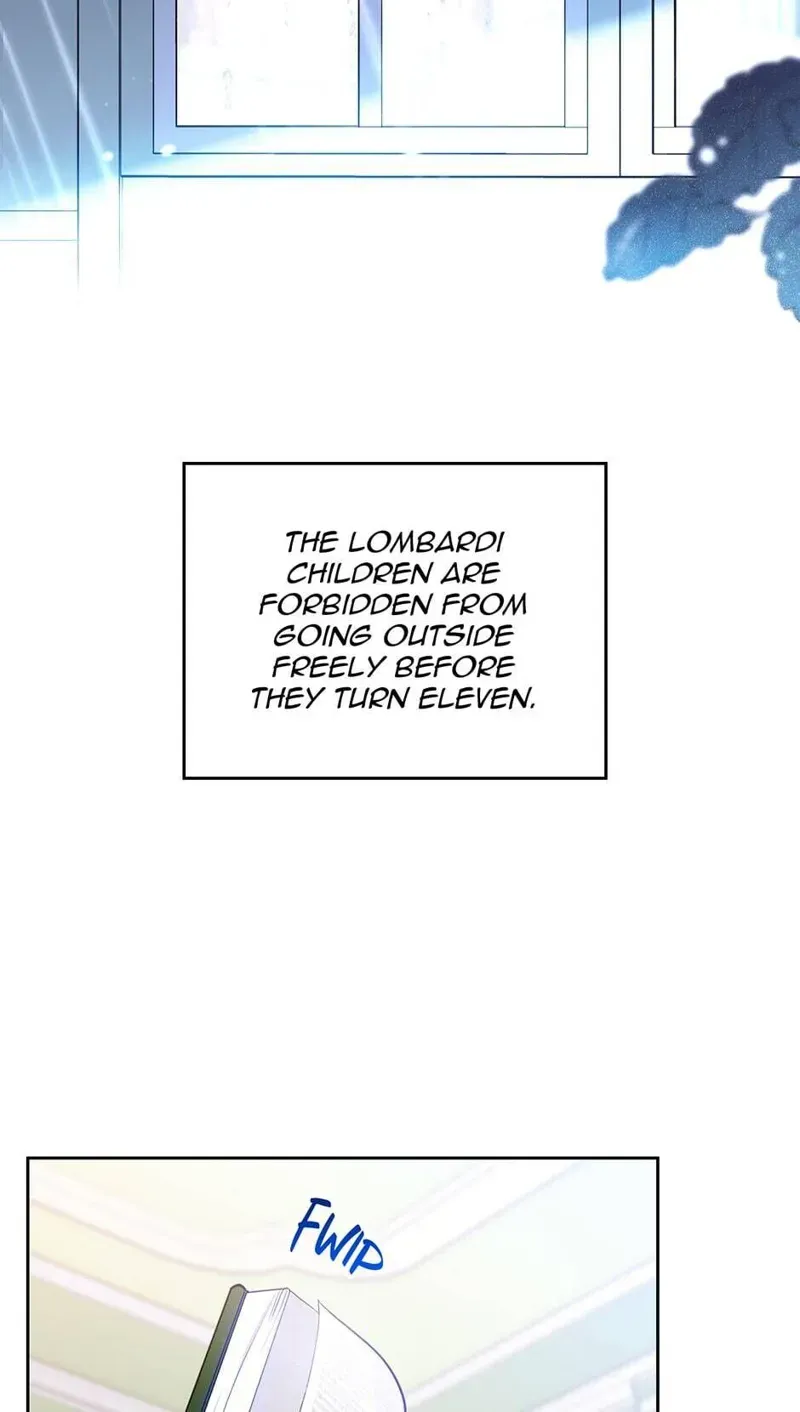 THE LOMBARDI
CHILDREN ARE
FORBIDDEN FROM
GOING OUTSIDE
FREELY BEFORE
THEY TURN ELEVEN.
FWIP